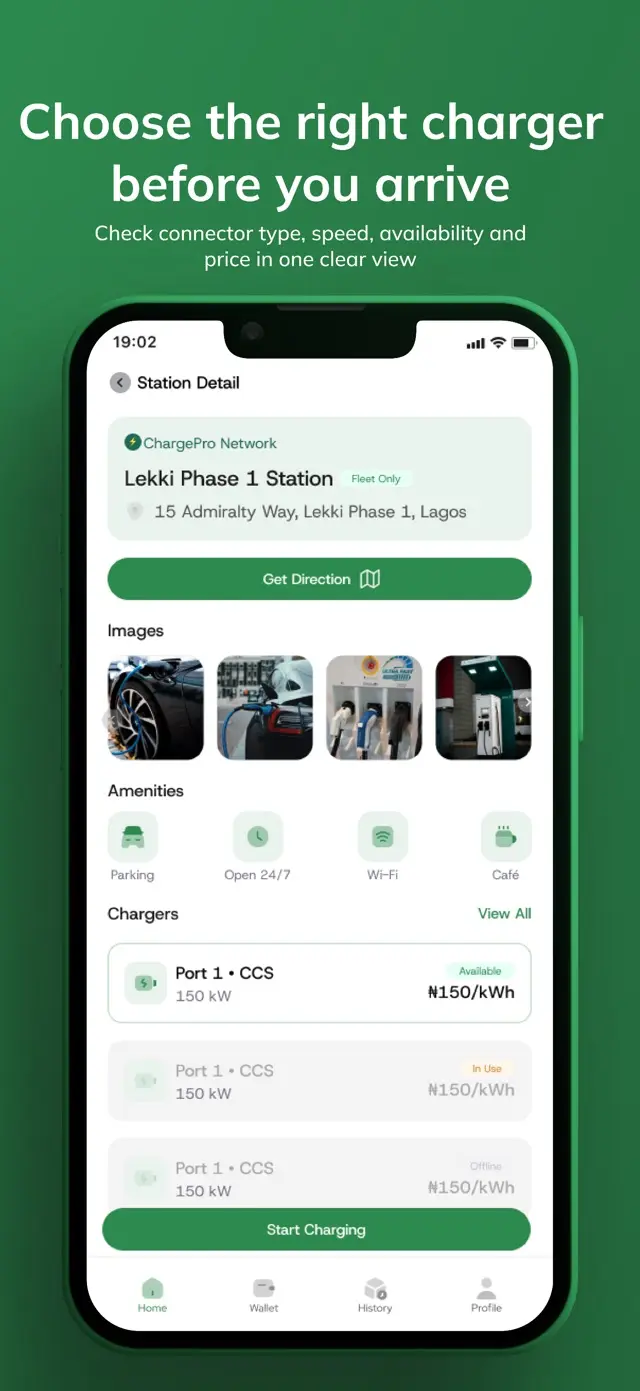 Choose the right charger
before you arrive
Check connector type, speed, availability and
price in one clear view
19:02
Station Detail
ChargePro Network
Lekki Phase 1 Station
Fleet Only
15 Admiralty Way, Lekki Phase 1, Lagos
Get Direction
Images
Amenities
Parking
Open 24/7
Wi-Fi
Café
Chargers
View All
Port 1 • CCS
Available
150 kW
₦150/kWh
Port 1 • CCS
In Use
150 kW
₦150/kWh
Port 1 • CCS
Offline
150 kW
₦150/kWh
Start Charging
Home
Wallet
History
Profile